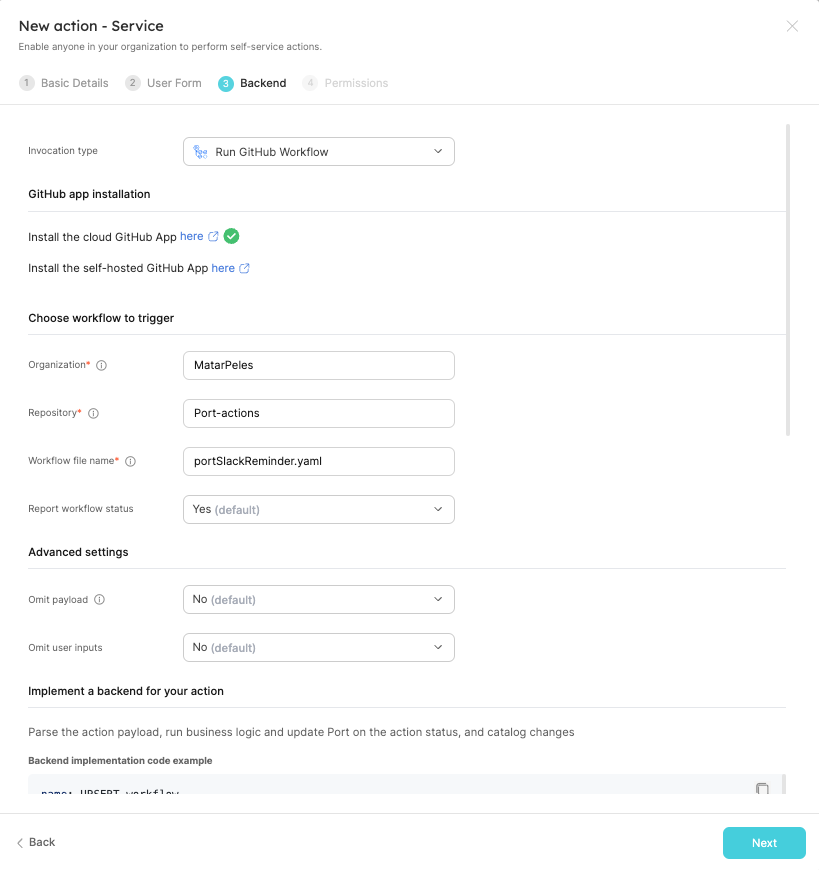 New action - Service
Enable anyone in your organization to perform self-service actions.
1 Basic Details 2 User Form 3 Backend 4 Permissions
Invocation type Run GitHub Workflow
GitHub app installation
Install the cloud GitHub App here
Install the self-hosted GitHub App here
Choose workflow to trigger
Organization* MatarPeles
Repository* Port-actions
Workflow file name* portSlackReminder.yaml
Report workflow status Yes (default)
Advanced settings
Omit payload No (default)
Omit user inputs No (default)
Implement a backend for your action
Parse the action payload, run business logic and update Port on the action status, and catalog changes
Backend implementation code example
name: UPSERT workflow
Back Next